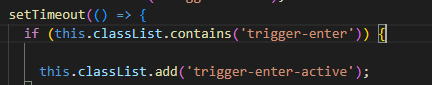 setTimeout(() => {
if (this.classList.contains('trigger-enter')) {
this.classList.add('trigger-enter-active');